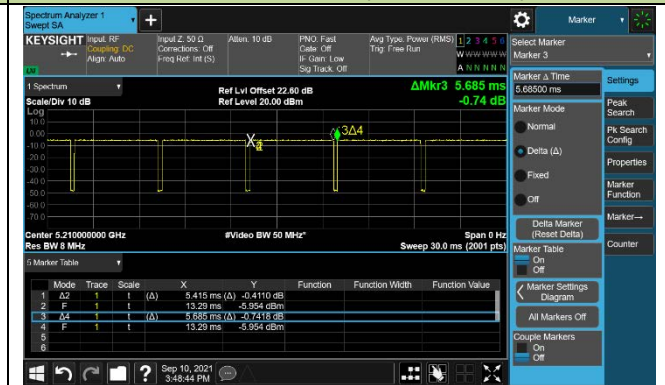 Spectrum Analyzer 1
Swept SA
+
Marker
KEYSIGHT
Input: RF
Coupling: DC
Align: Auto
Input Z: 50 Ω
Corrections: Off
Freq Ref: Int (S)
Atten: 10 dB
PNO: Fast
Gate: Off
IF Gain: Low
Sig Track: Off
Avg Type: Power (RMS)
Trig: Free Run
1 2 3 4 5 6
W W W W W W
A N N N N N
LV
1 Spectrum
Scale/Div 10 dB
Log
Ref Lvl Offset 22.60 dB
Ref Level 20.00 dBm
ΔMkr3 5.685 ms
-0.74 dB
10.0
0.00
-10.0
-20.0
-30.0
-40.0
-50.0
-60.0
-70.0
3Δ4
Center 5.210000000 GHz
Res BW 8 MHz
#Video BW 50 MHz*
Span 0 Hz
Sweep 30.0 ms (2001 pts)
5 Marker Table
Mode Trace Scale X Y Function Function Width Function Value
1 Δ2 1 t (Δ) 5.415 ms (Δ) -0.4110 dB
2 F 1 t 13.29 ms -5.954 dBm
3 Δ4 1 t (Δ) 5.685 ms (Δ) -0.7418 dB
4 F 1 t 13.29 ms -5.954 dBm
5
6
Select Marker
Marker 3
Marker Δ Time
5.68500 ms
Marker Mode
Normal
Delta (Δ)
Fixed
Off
Delta Marker
(Reset Delta)
Marker Table
On
Off
Marker Settings
Diagram
All Markers Off
Couple Markers
On
Off
Settings
Peak
Search
Pk Search
Config
Properties
Marker
Function
Marker→
Counter
?
Sep 10, 2021
3:48:44 PM